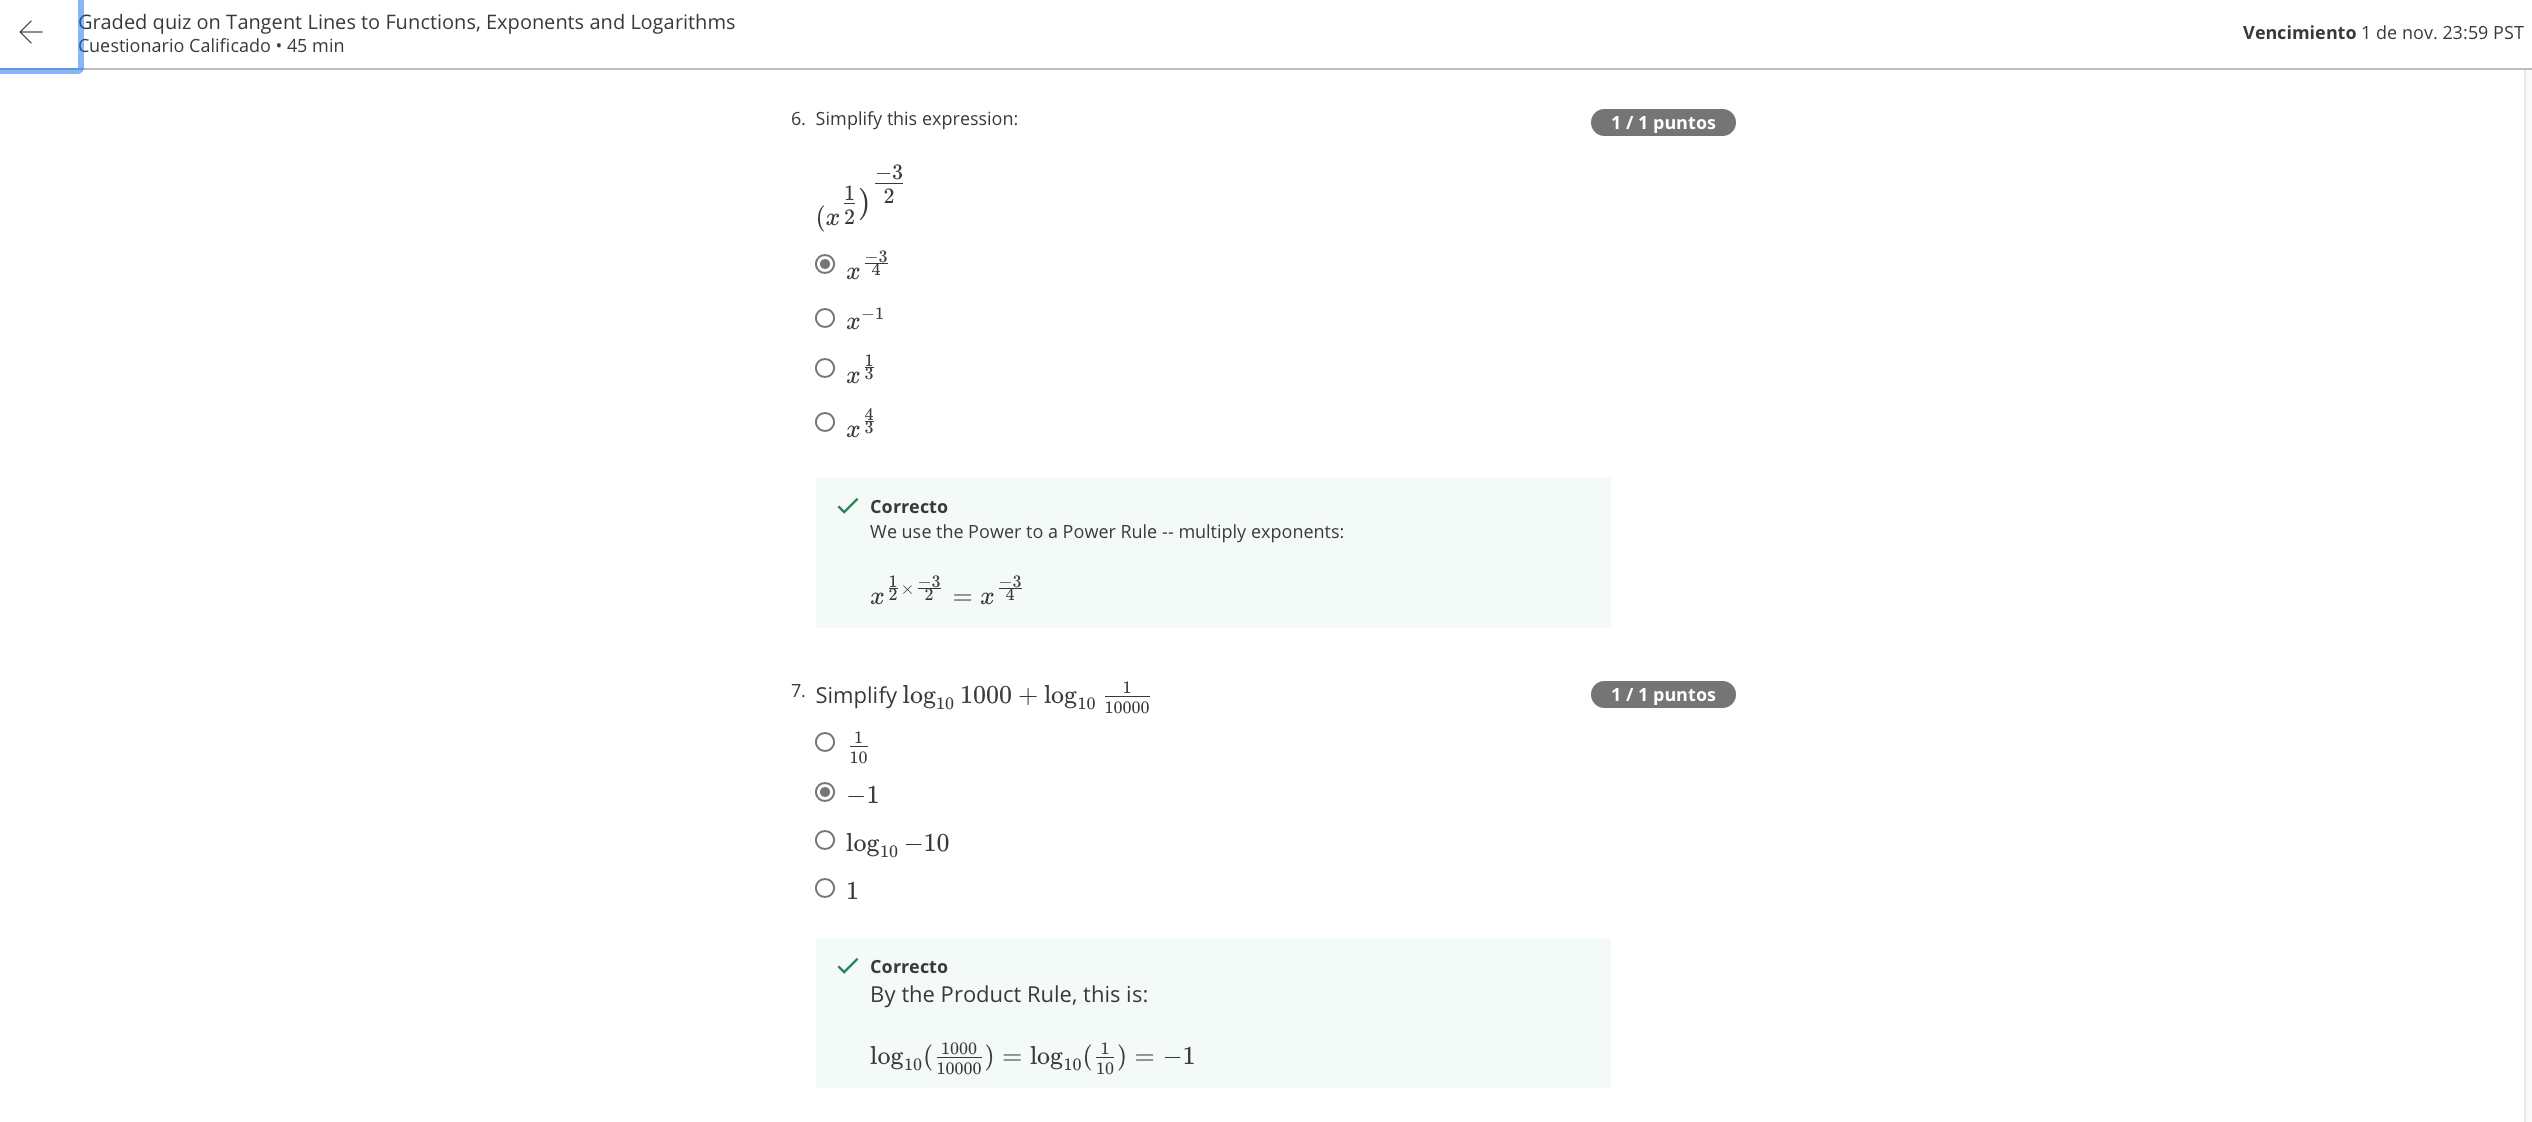 Graded quiz on Tangent Lines to Functions, Exponents and Logarithms
Cuestionario Calificado • 45 min
Vencimiento 1 de nov. 23:59 PST
6. Simplify this expression:
1 / 1 puntos
(x^{\frac{1}{2}})^{\frac{-3}{2}}
x^{\frac{-3}{4}}
x^{-1}
x^{\frac{1}{3}}
x^{\frac{4}{3}}
Correcto
We use the Power to a Power Rule -- multiply exponents:
x^{\frac{1}{2} \times \frac{-3}{2}} = x^{\frac{-3}{4}}
7. Simplify \log_{10} 1000 + \log_{10} \frac{1}{10000}
1 / 1 puntos
\frac{1}{10}
−1
\log_{10} −10
1
Correcto
By the Product Rule, this is:
\log_{10}(\frac{1000}{10000}) = \log_{10}(\frac{1}{10}) = −1